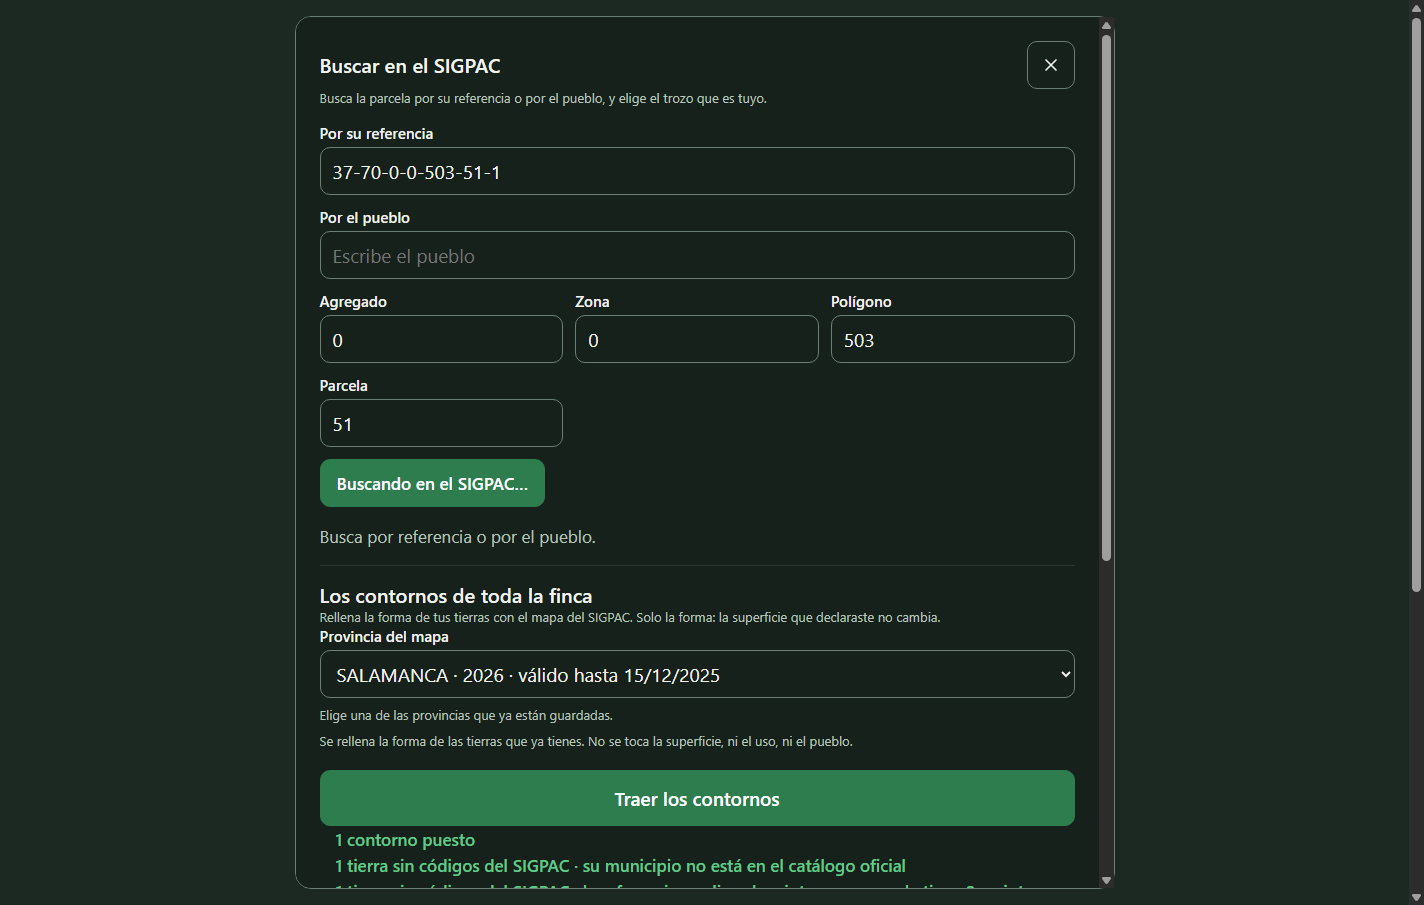 Buscar en el SIGPAC
Busca la parcela por su referencia o por el pueblo, y elige el trozo que es tuyo.
Por su referencia
37-70-0-0-503-51-1
Por el pueblo
Escribe el pueblo
Agregado
Zona
Polígono
0
0
503
Parcela
51
Buscando en el SIGPAC...
Busca por referencia o por el pueblo.
Los contornos de toda la finca
Rellena la forma de tus tierras con el mapa del SIGPAC. Solo la forma: la superficie que declaraste no cambia.
Provincia del mapa
SALAMANCA · 2026 · válido hasta 15/12/2025
Elige una de las provincias que ya están guardadas.
Se rellena la forma de las tierras que ya tienes. No se toca la superficie, ni el uso, ni el pueblo.
Traer los contornos
1 contorno puesto
1 tierra sin códigos del SIGPAC · su municipio no está en el catálogo oficial